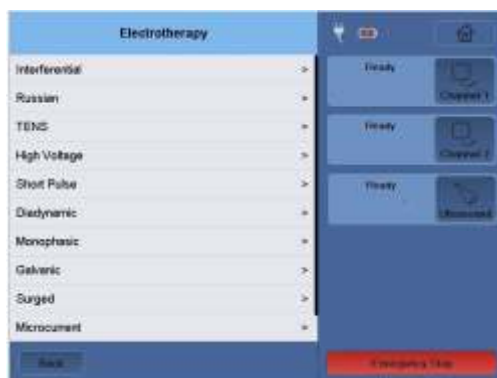 Electrotherapy
Interferential
Russian
TENS
High Voltage
Short Pulse
Diadynamic
Monophasic
Galvanic
Surged
Microcurrent
Back
Ready
Channel 1
Ready
Channel 2
Ready
Ultrasound
Emergency Stop